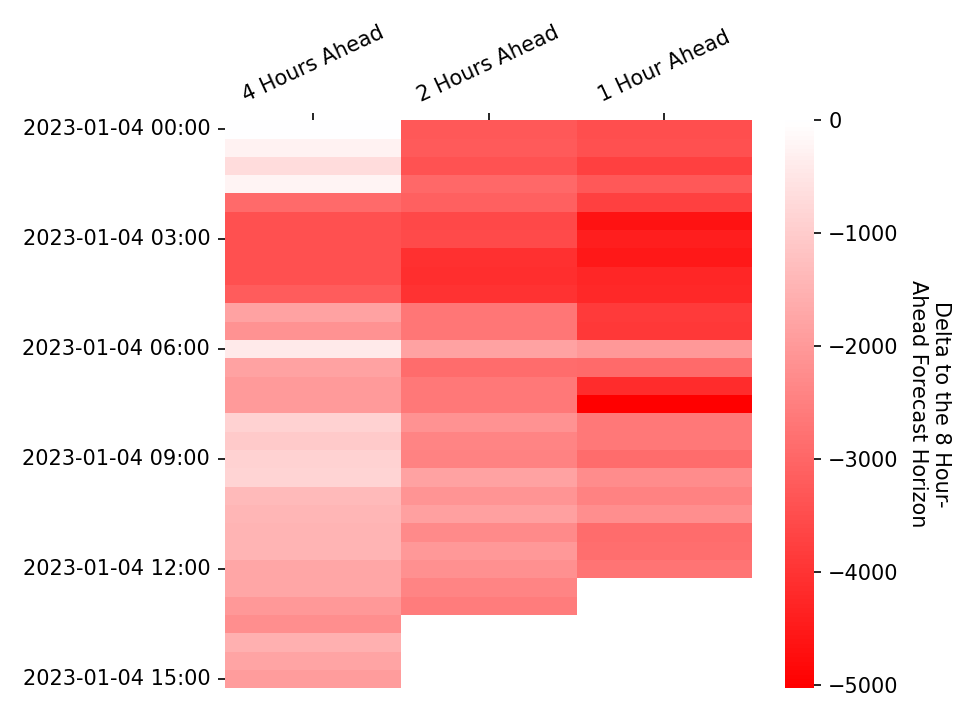 4 Hours Ahead
2 Hours Ahead
1 Hour Ahead
2023-01-04 00:00
2023-01-04 03:00
2023-01-04 06:00
2023-01-04 09:00
2023-01-04 12:00
2023-01-04 15:00
0
−1000
−2000
−3000
−4000
−5000
Delta to the 8 Hour-
Ahead Forecast Horizon